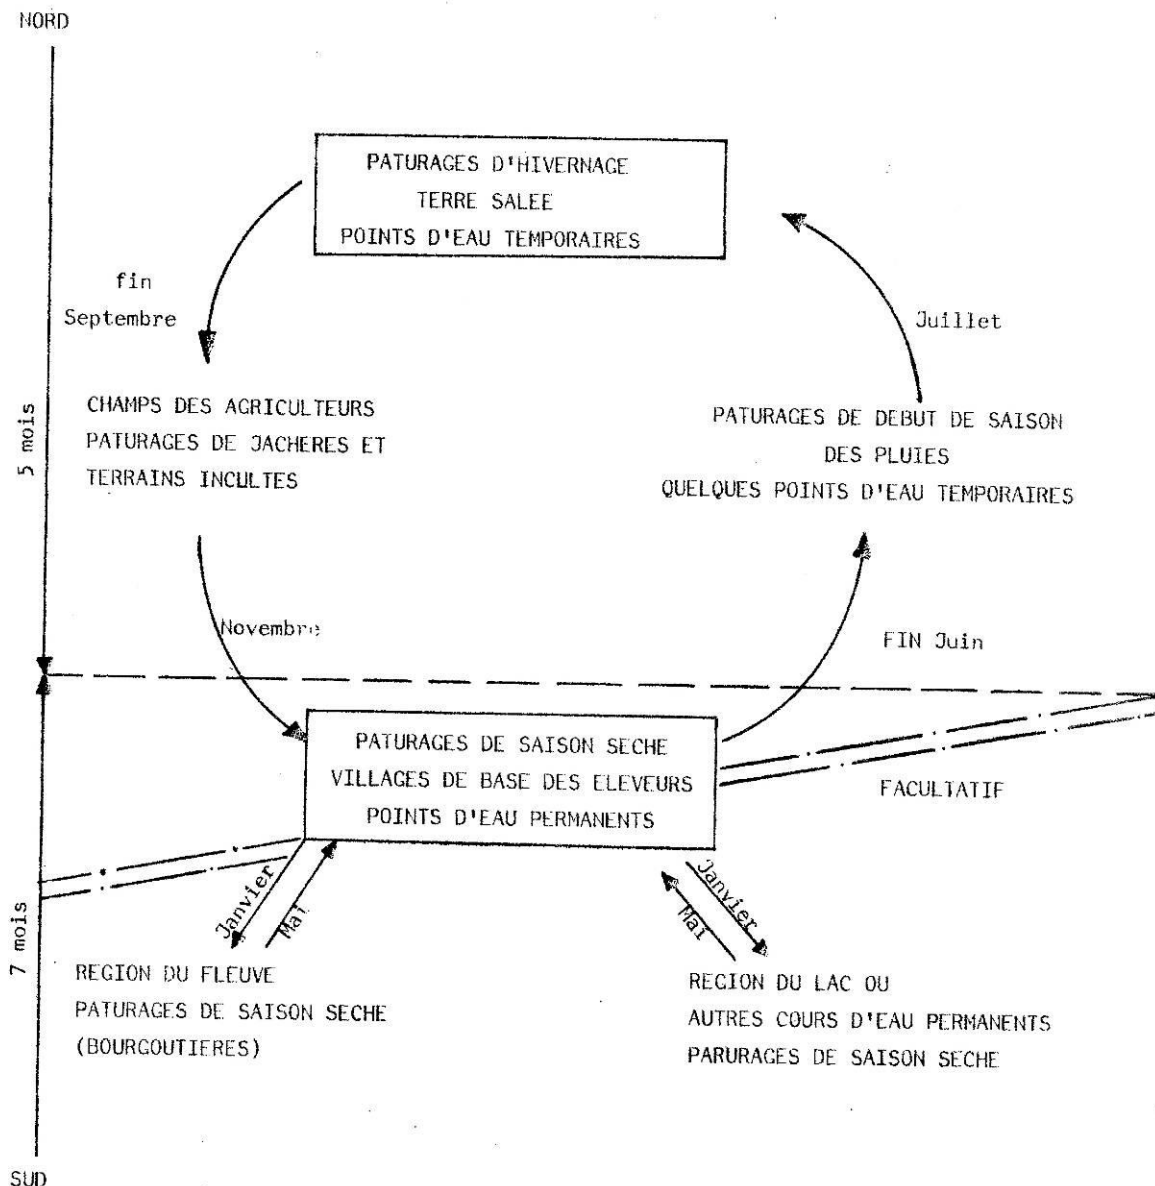 NORD
PATURAGES D'HIVERNAGE
TERRE SALEE
POINTS D'EAU TEMPORAIRES
fin
Septembre
Juillet
CHAMPS DES AGRICULTEURS
PATURAGES DE JACHERES ET
TERRAINS INCULTES
PATURAGES DE DEBUT DE SAISON
DES PLUIES
QUELQUES POINTS D'EAU TEMPORAIRES
5 mois
Novembre
FIN Juin
PATURAGES DE SAISON SECHE
VILLAGES DE BASE DES ELEVEURS
POINTS D'EAU PERMANENTS
FACULTATIF
7 mois
Janvier
Mai
Janvier
Mai
REGION DU FLEUVE
PATURAGES DE SAISON SECHE
(BOURGOUTIERES)
REGION DU LAC OU
AUTRES COURS D'EAU PERMANENTS
PARURAGES DE SAISON SECHE
SUD